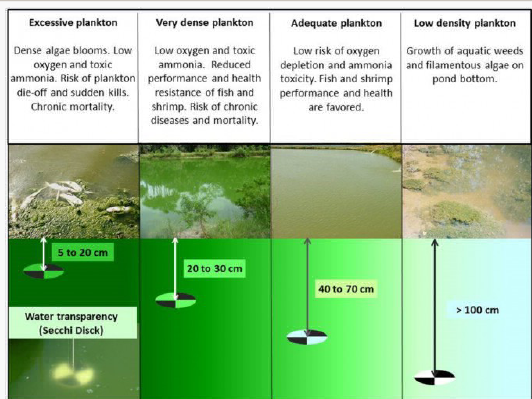 Excessive plankton
Dense algae blooms. Low
oxygen and toxic
ammonia. Risk of plankton
die-off and sudden kills.
Chronic mortality.
Very dense plankton
Low oxygen and toxic
ammonia. Reduced
performance and health
resistance of fish and
shrimp. Risk of chronic
diseases and mortality.
Adequate plankton
Low risk of oxygen
depletion and ammonia
toxicity. Fish and shrimp
performance and health
are favored.
Low density plankton
Growth of aquatic weeds
and filamentous algae on
pond bottom.
5 to 20 cm
20 to 30 cm
40 to 70 cm
> 100 cm
Water transparency
(Secchi Disck)